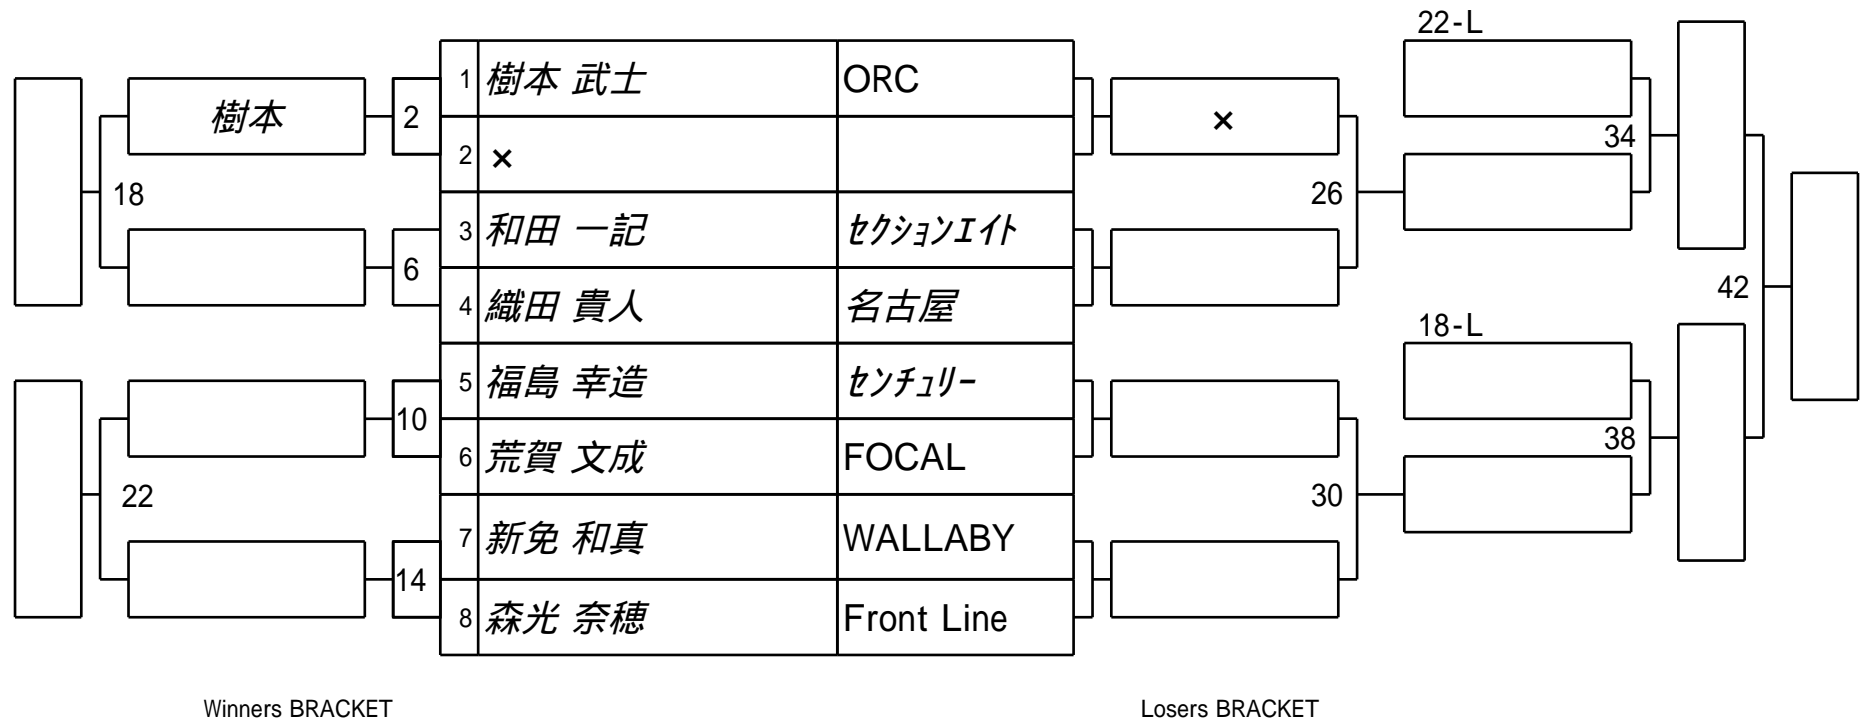 22-L
1 樹本 武士 ORC
樹本 2 ×
34
2 ×
18 26
3 和田 一記 ｾｸｼｮﾝｴｲﾄ
6
4 織田 貴人 名古屋
42
18-L
5 福島 幸造 ｾﾝﾁｭﾘｰ
10
38
6 荒賀 文成 FOCAL
22 30
7 新免 和真 WALLABY
14
8 森光 奈穂 Front Line
Winners BRACKET Losers BRACKET